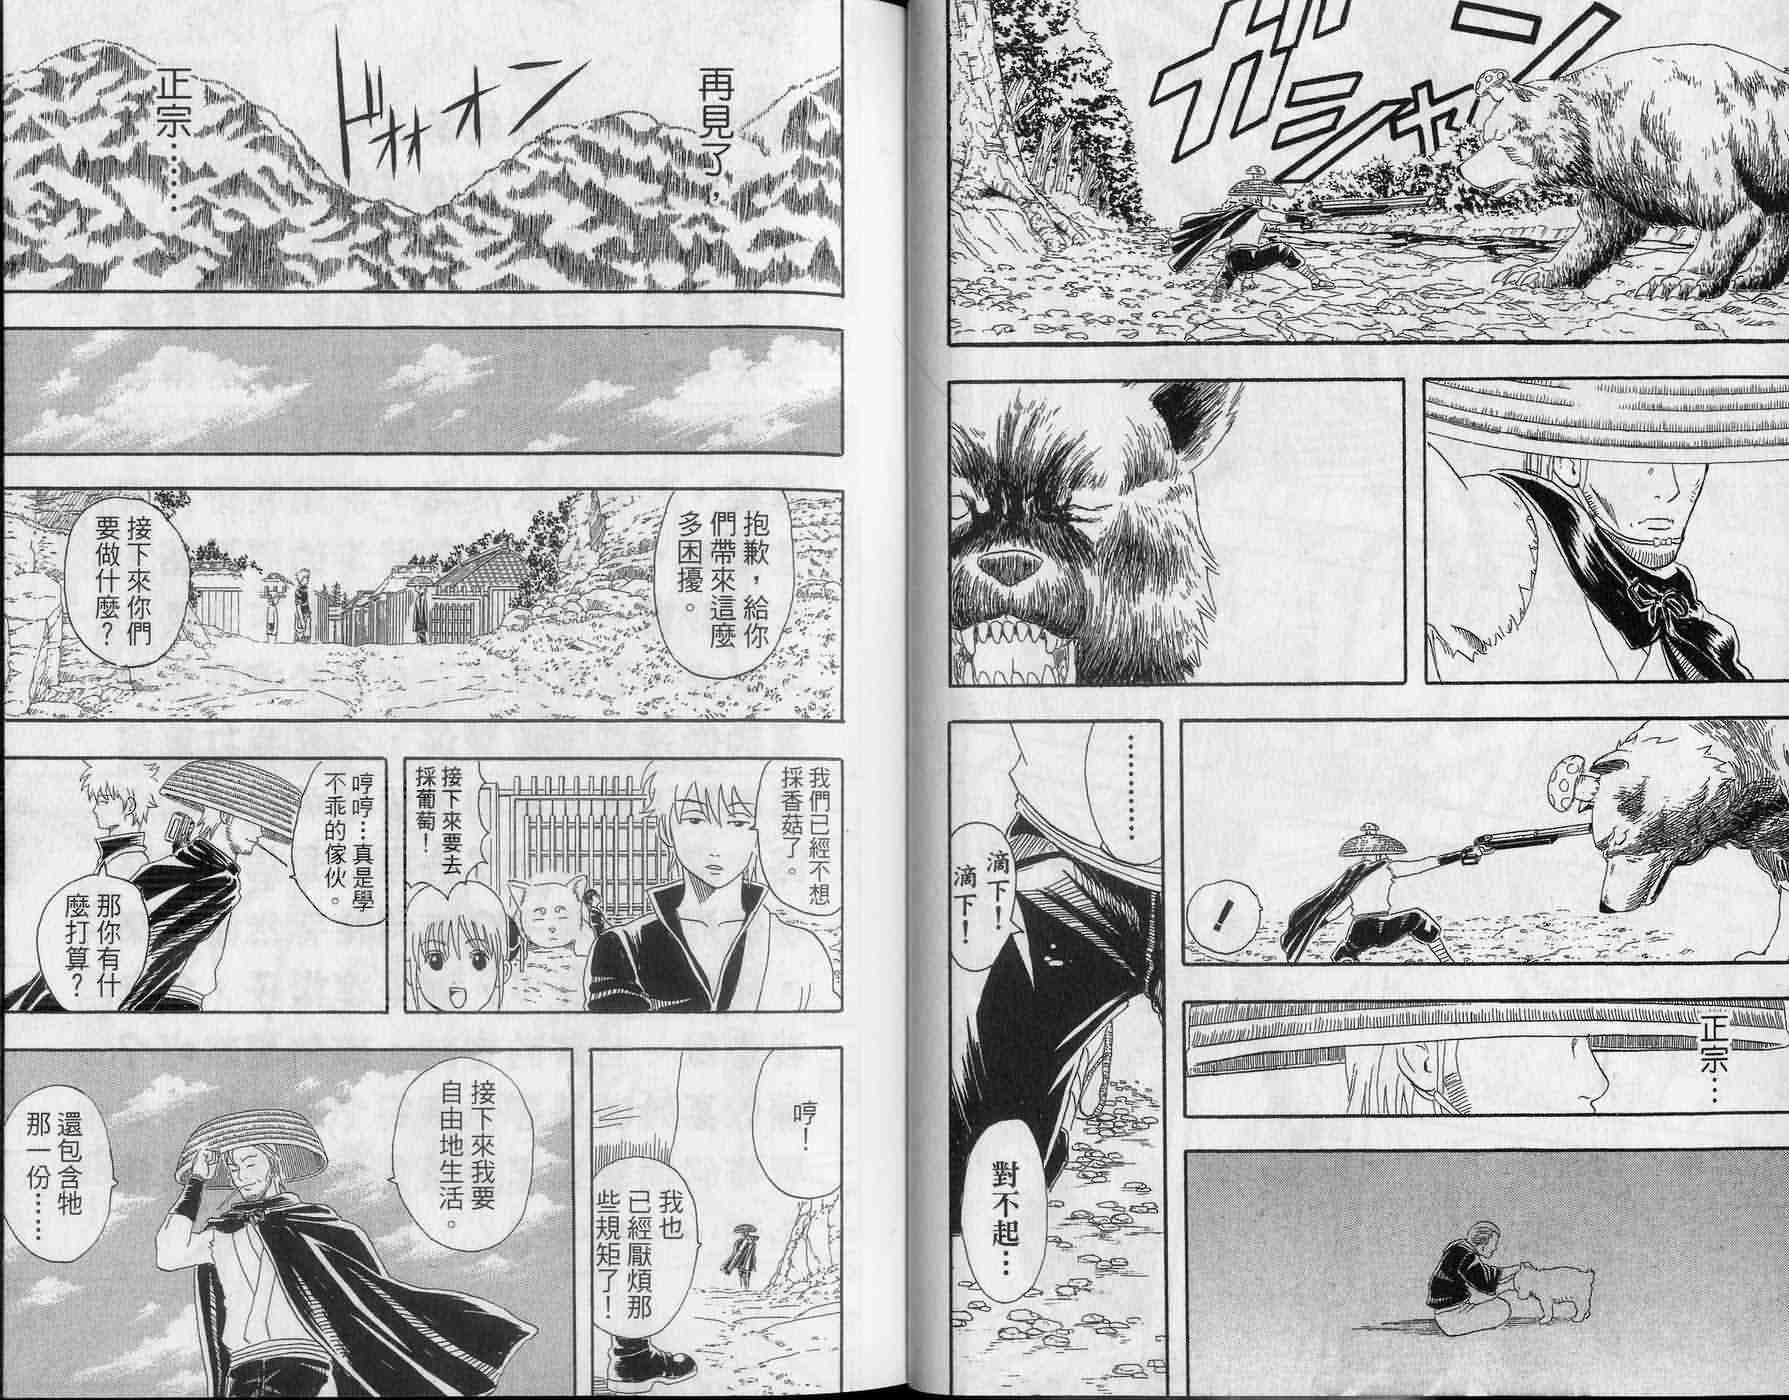 ガシャーン
！
正宗…
………
滴下！
滴下！
對不起…
再見了，
ドォォオン
正宗………
抱歉，給你
們帶來這麼
多困擾。
接下來你們
要做什麼？
我們已經不想
採香菇了。
接下來要去
採葡萄！
哼哼…真是學
不乖的傢伙。
那你有什
麼打算？
哼！
我也
已經厭煩那
些規矩了！
接下來我要
自由地生活。
還包含牠
那一份……